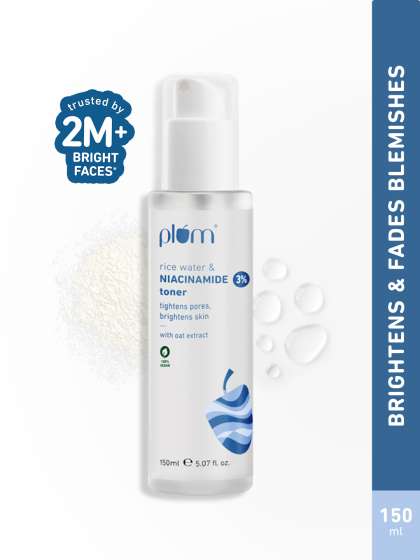 trusted by
2M+
BRIGHT
FACES*
plum
rice water &
NIACINAMIDE 3%
toner
tightens pores,
brightens skin
with oat extract
100%
VEGAN
150ml e 5.07 fl. oz.
BRIGHTENS & FADES BLEMISHES
150
ml